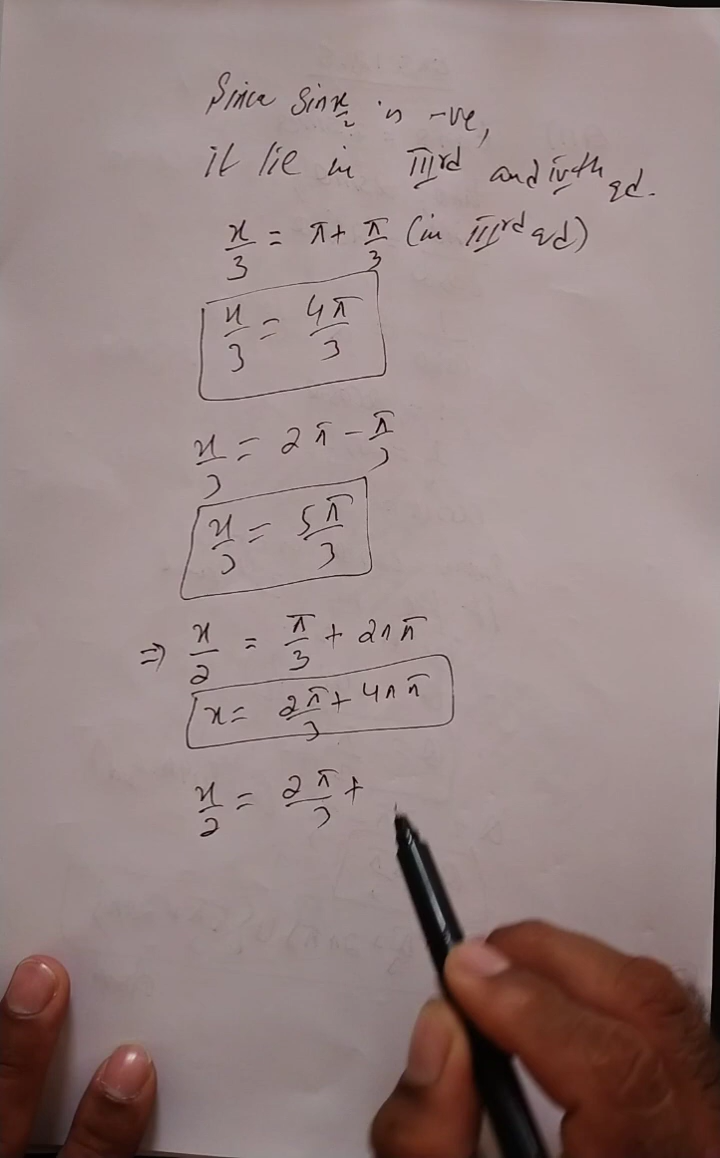 Since sin x/2 is -ve,
it lie in IIIrd and ivth qd.
x/3 = π + π/3 (in IIIrd qd)
x/3 = 4π/3
x/3 = 2π - π/3
x/3 = 5π/3
⇒ x/2 = π/3 + 2nπ
x = 2π/3 + 4nπ
x/2 = 2π/3 +